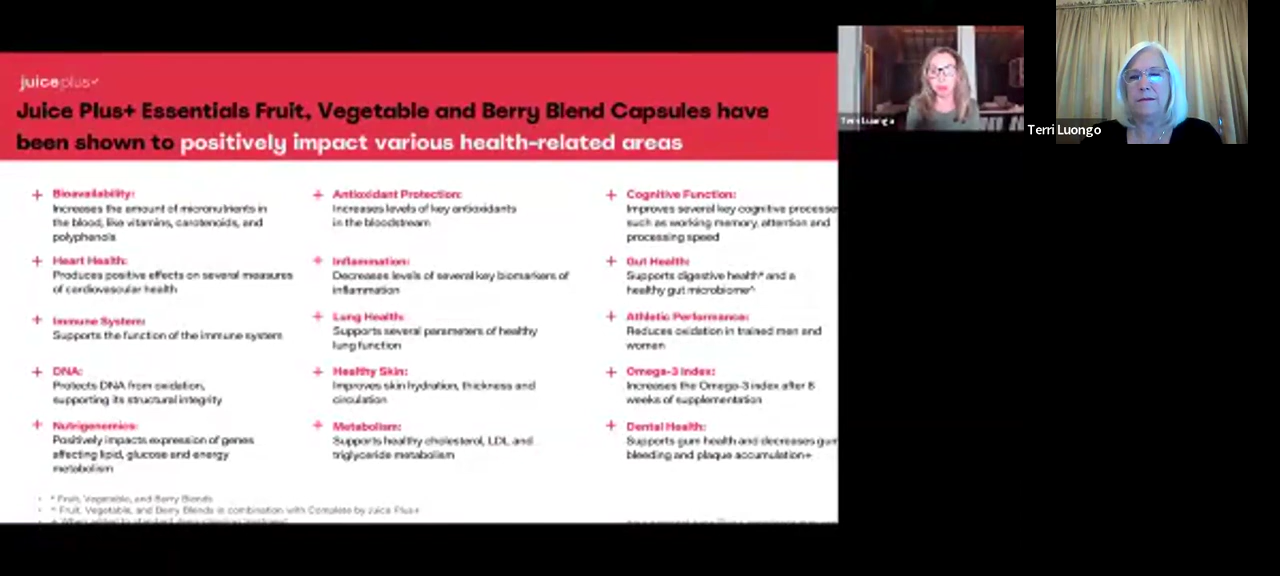 juice plus+
Juice Plus+ Essentials Fruit, Vegetable and Berry Blend Capsules have
been shown to positively impact various health-related areas
+ Bioavailability:
Increases the amount of micronutrients in
the blood, like vitamins, carotenoids, and
polyphenols
+ Heart Health:
Produces positive effects on several measures
of cardiovascular health
+ Immune System:
Supports the function of the immune system
+ DNA:
Protects DNA from oxidation,
supporting its structural integrity
+ Nutrigenomics:
Positively impacts expression of genes
affecting lipid, glucose and energy
metabolism
+ Antioxidant Protection:
Increases levels of key antioxidants
in the bloodstream
+ Inflammation:
Decreases levels of several key biomarkers of
inflammation
+ Lung Health:
Supports several parameters of healthy
lung function
+ Healthy Skin:
Improves skin hydration, thickness and
circulation
+ Metabolism:
Supports healthy cholesterol, LDL and
triglyceride metabolism
+ Cognitive Function:
Improves several key cognitive processes
such as working memory, attention and
processing speed
+ Gut Health:
Supports digestive health* and a
healthy gut microbiome^
+ Athletic Performance:
Reduces oxidation in trained men and
women
+ Omega-3 Index:
Increases the Omega-3 index after 8
weeks of supplementation
+ Dental Health:
Supports gum health and decreases gum
bleeding and plaque accumulation+
* Fruit, Vegetable, and Berry Blends
^ Fruit, Vegetable, and Berry Blends in combination with Complete by Juice Plus+
Terri Luongo
Terri Luongo